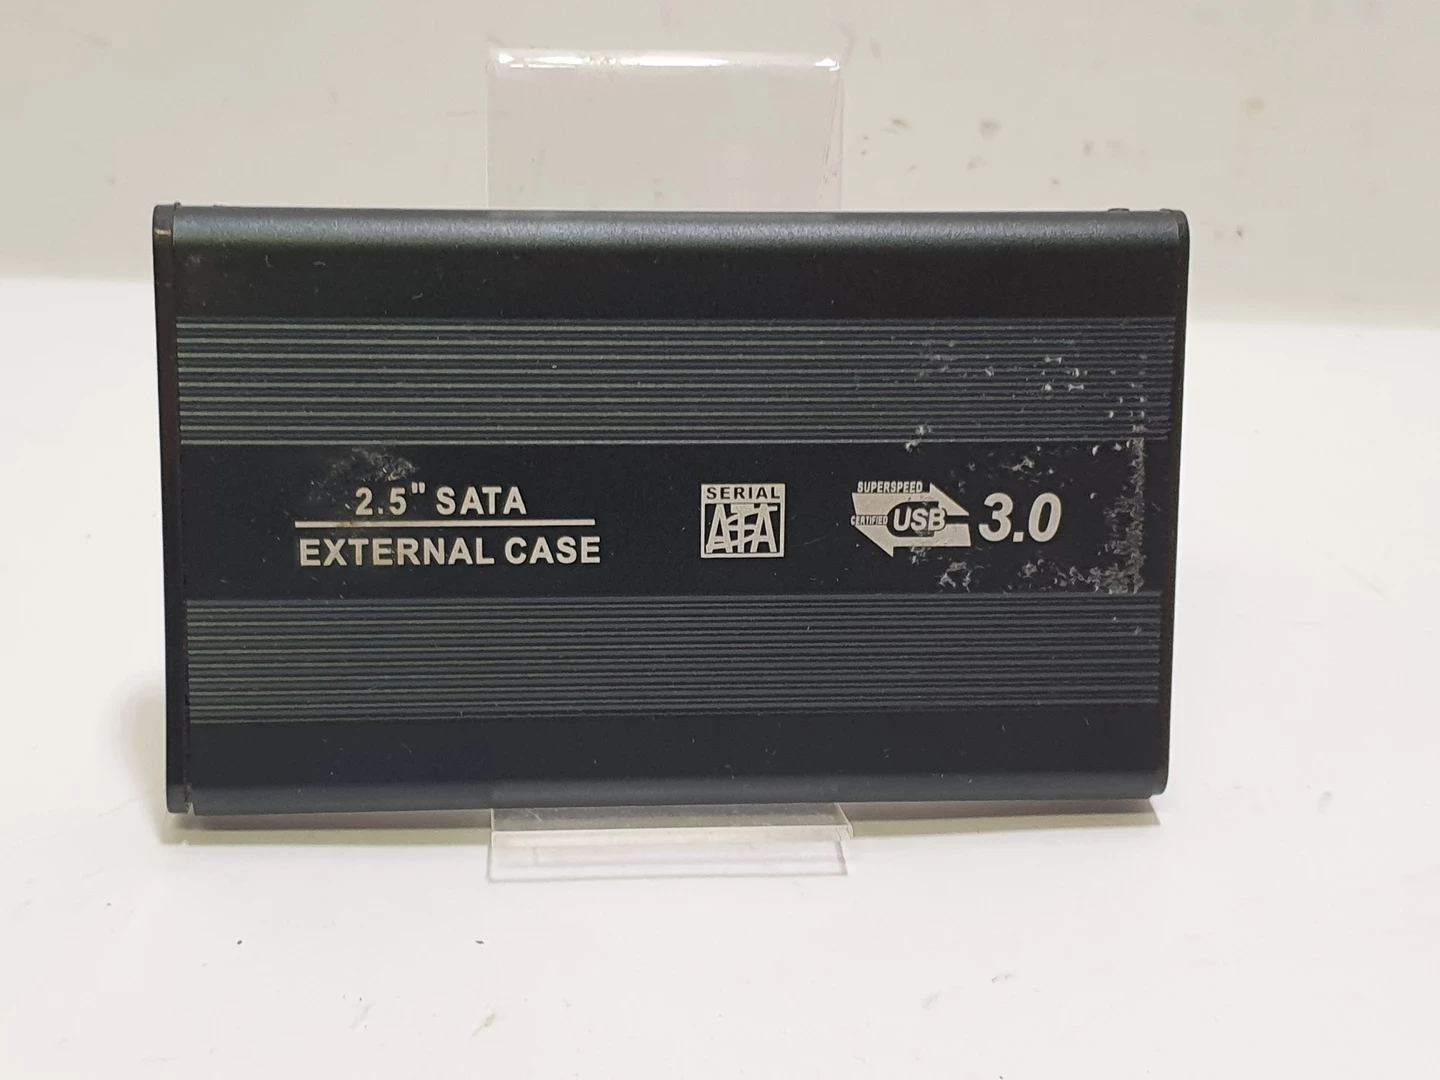 2.5" SATA
EXTERNAL CASE
SERIAL
ATA
SUPERSPEED
CERTIFIED USB 3.0